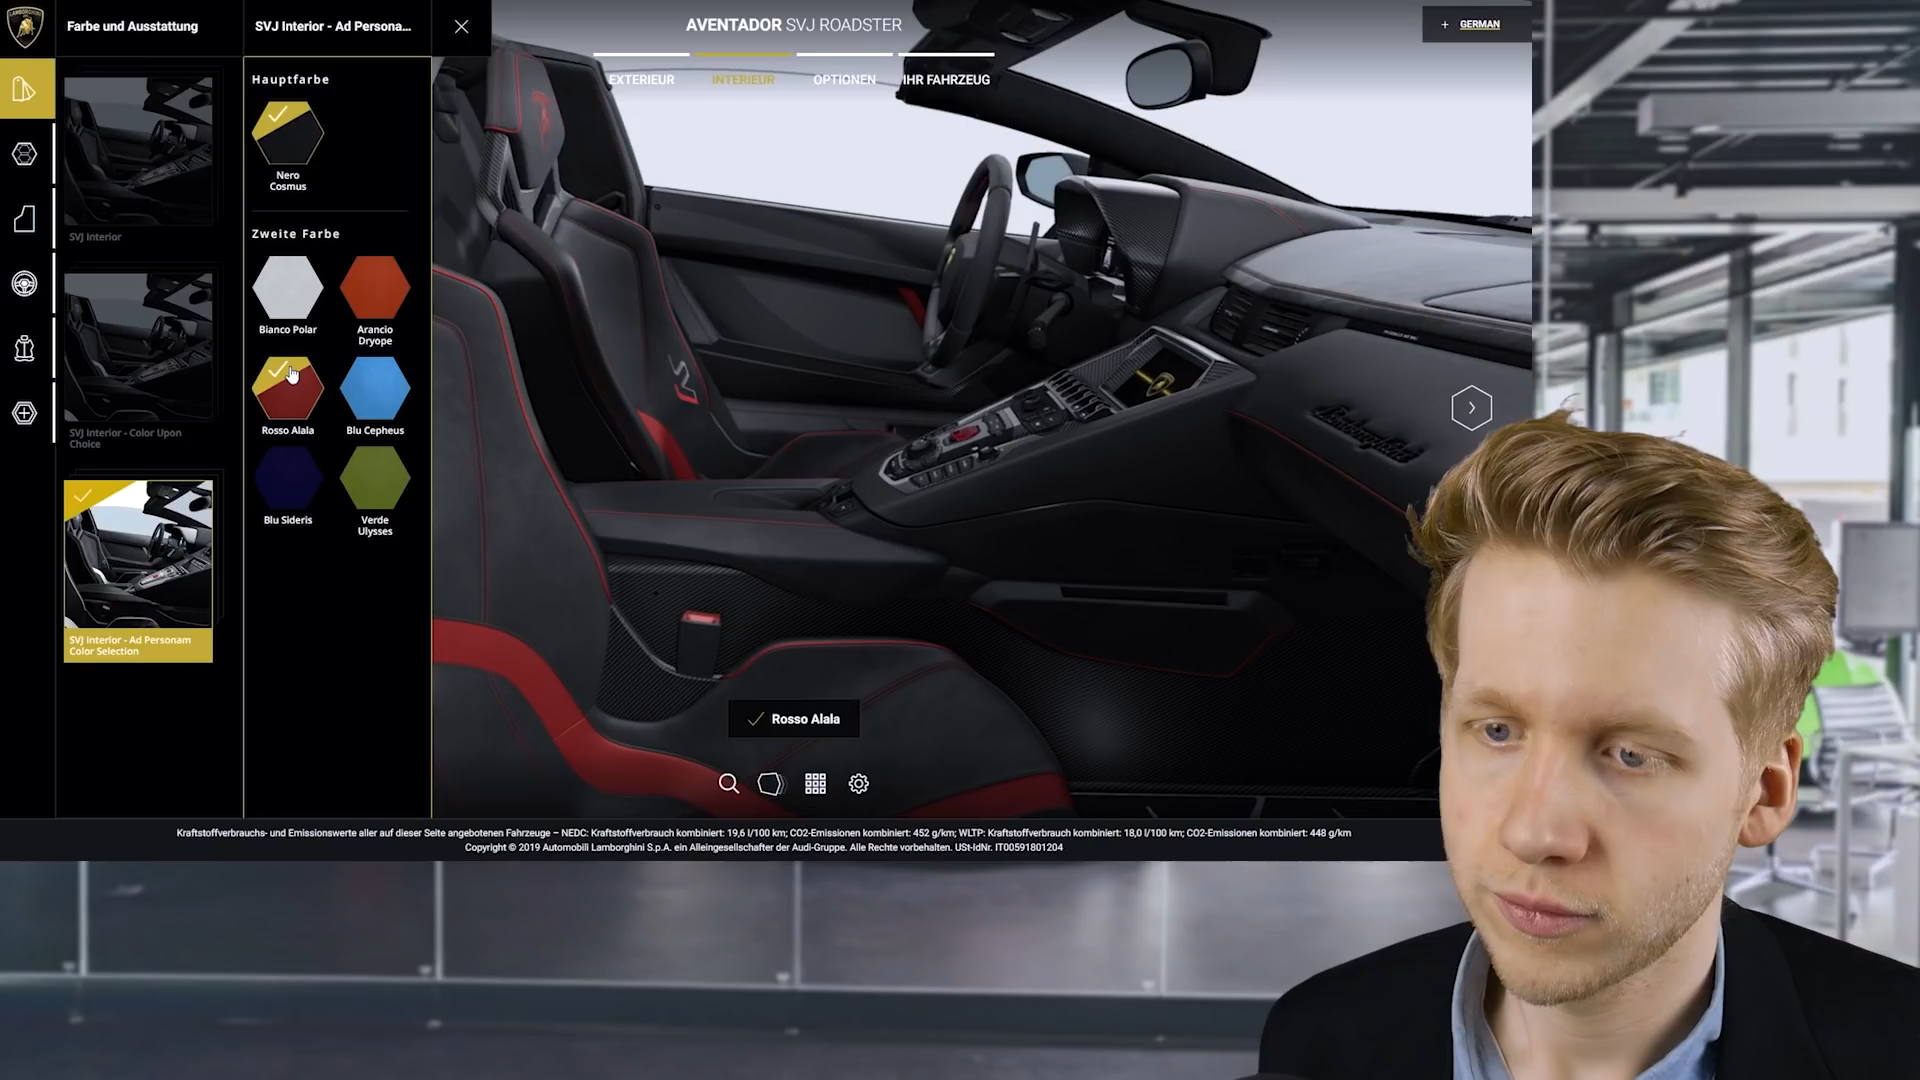 LAMBORGHINI
Farbe und Ausstattung
SVJ Interior - Ad Persona...
AVENTADOR SVJ ROADSTER
+ GERMAN
EXTERIEUR
INTERIEUR
OPTIONEN
IHR FAHRZEUG
Hauptfarbe
Nero
Cosmus
Zweite Farbe
Bianco Polar
Arancio
Dryope
Rosso Alala
Blu Cepheus
Blu Sideris
Verde
Ulysses
SVJ Interior
SVJ Interior - Color Upon
Choice
SVJ Interior - Ad Personam
Color Selection
SVJ
Lamborghini
Rosso Alala
Kraftstoffverbrauchs- und Emissionswerte aller auf dieser Seite angebotenen Fahrzeuge – NEDC: Kraftstoffverbrauch kombiniert: 19,6 l/100 km; CO2-Emissionen kombiniert: 452 g/km; WLTP: Kraftstoffverbrauch kombiniert: 18,0 l/100 km; CO2-Emissionen kombiniert: 448 g/km
Copyright © 2019 Automobili Lamborghini S.p.A. ein Alleingesellschafter der Audi-Gruppe. Alle Rechte vorbehalten. USt-IdNr. IT00591801204